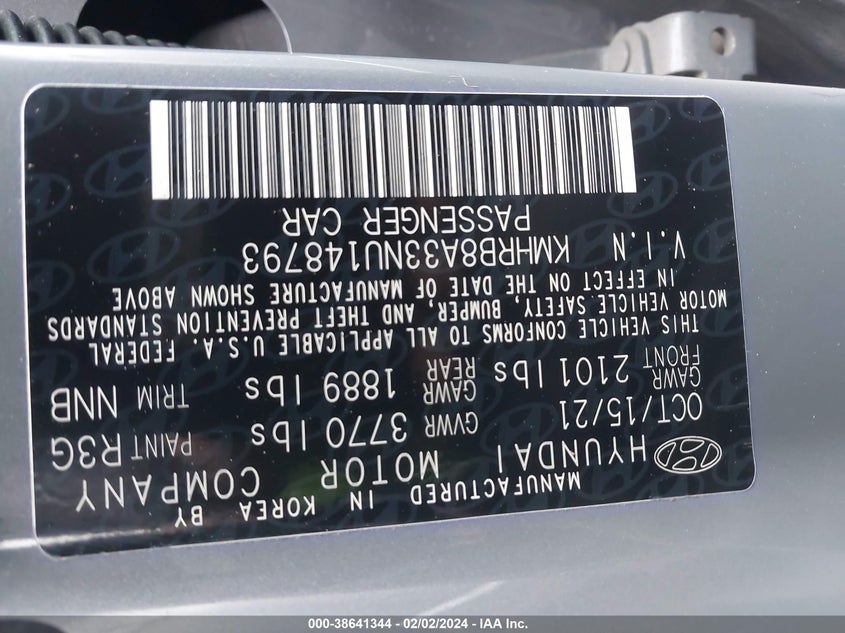 MANUFACTURED IN KOREA BY
HYUNDAI MOTOR COMPANY
OCT/15/21 GVWR 3770 lbs PAINT R3G
GAWR FRONT 2101 lbs GAWR REAR 1889 lbs TRIM NNB
THIS VEHICLE CONFORMS TO ALL APPLICABLE U.S.A. FEDERAL
MOTOR VEHICLE SAFETY, BUMPER, AND THEFT PREVENTION STANDARDS
IN EFFECT ON THE DATE OF MANUFACTURE SHOWN ABOVE
V.I.N KMHRB8A33NU148793
PASSENGER CAR
000-38641344 / 02/02/2024 - © IAA Inc.